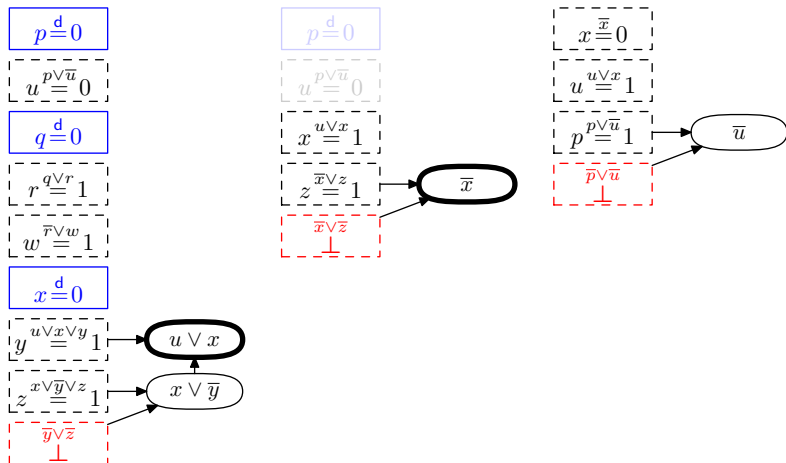 p d= 0
u p∨u̅= 0
q d= 0
r q∨r= 1
w r̅∨w= 1
x d= 0
y u∨x∨y= 1
u ∨ x
z x∨y̅∨z= 1
x ∨ y̅
y̅∨z̅
⊥
p d= 0
u p∨u̅= 0
x u∨x= 1
z x̅∨z= 1
x̅
x̅∨z̅
⊥
x x̅= 0
u u∨x= 1
p p∨u̅= 1
u̅
p̅∨u̅
⊥